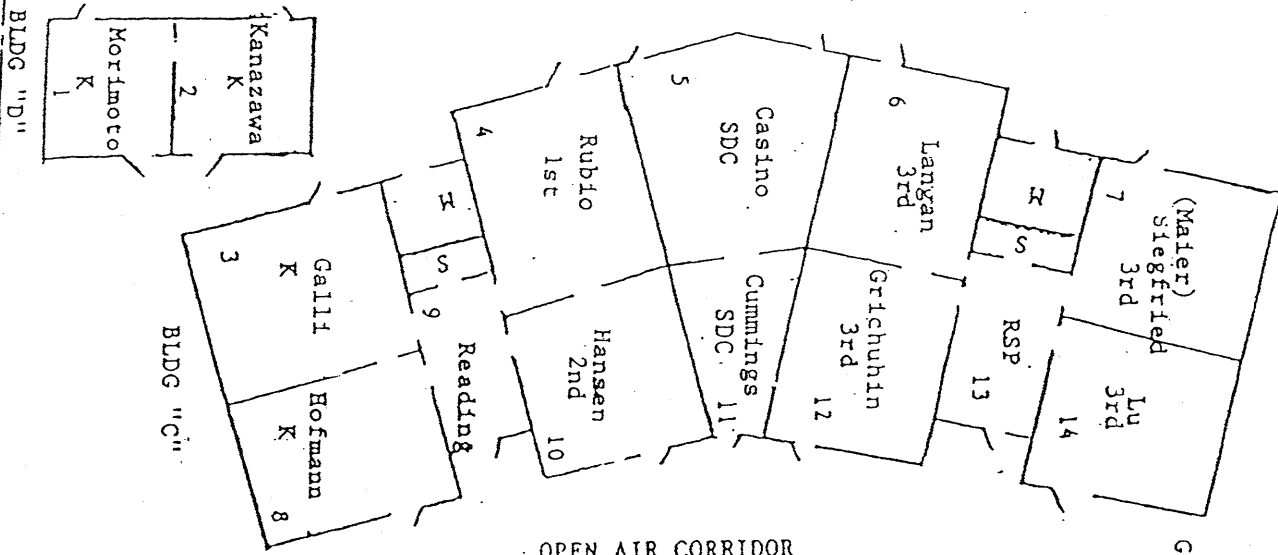 BLDG "D"
Morimoto
K
1
Kanazawa
K
2
BLDG "C"
Galli
K
3
Hofmann
K
8
W
S
9
Reading
Rubio
1st
4
Hansen
2nd
10
Casino
SDC
5
Cummings
SDC
11
Langan
3rd
6
Grichuhin
3rd
12
W
S
RSP
13
(Maier)
Siegfried
3rd
7
Lu
3rd
14
G
OPEN AIR CORRIDOR